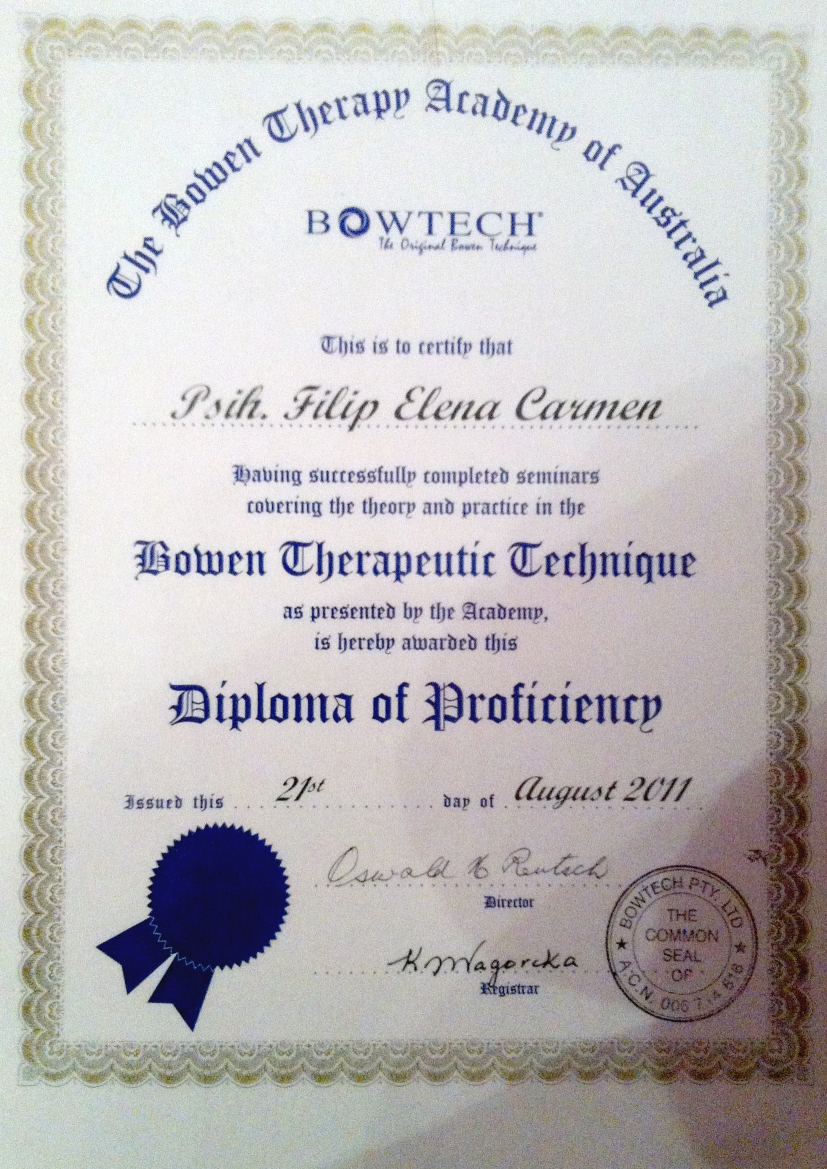 The Bowen Therapy Academy of Australia
BOWTECH®
The Original Bowen Technique
This is to certify that
Psih. Filip Elena Carmen
Having successfully completed seminars
covering the theory and practice in the
Bowen Therapeutic Technique
as presented by the Academy,
is hereby awarded this
Diploma of Proficiency
Issued this 21st day of August 2011
Oswald H Rentsch
Director
Registrar
BOWTECH PTY. LTD
THE
COMMON
SEAL
OF
A.C.N. 006 714